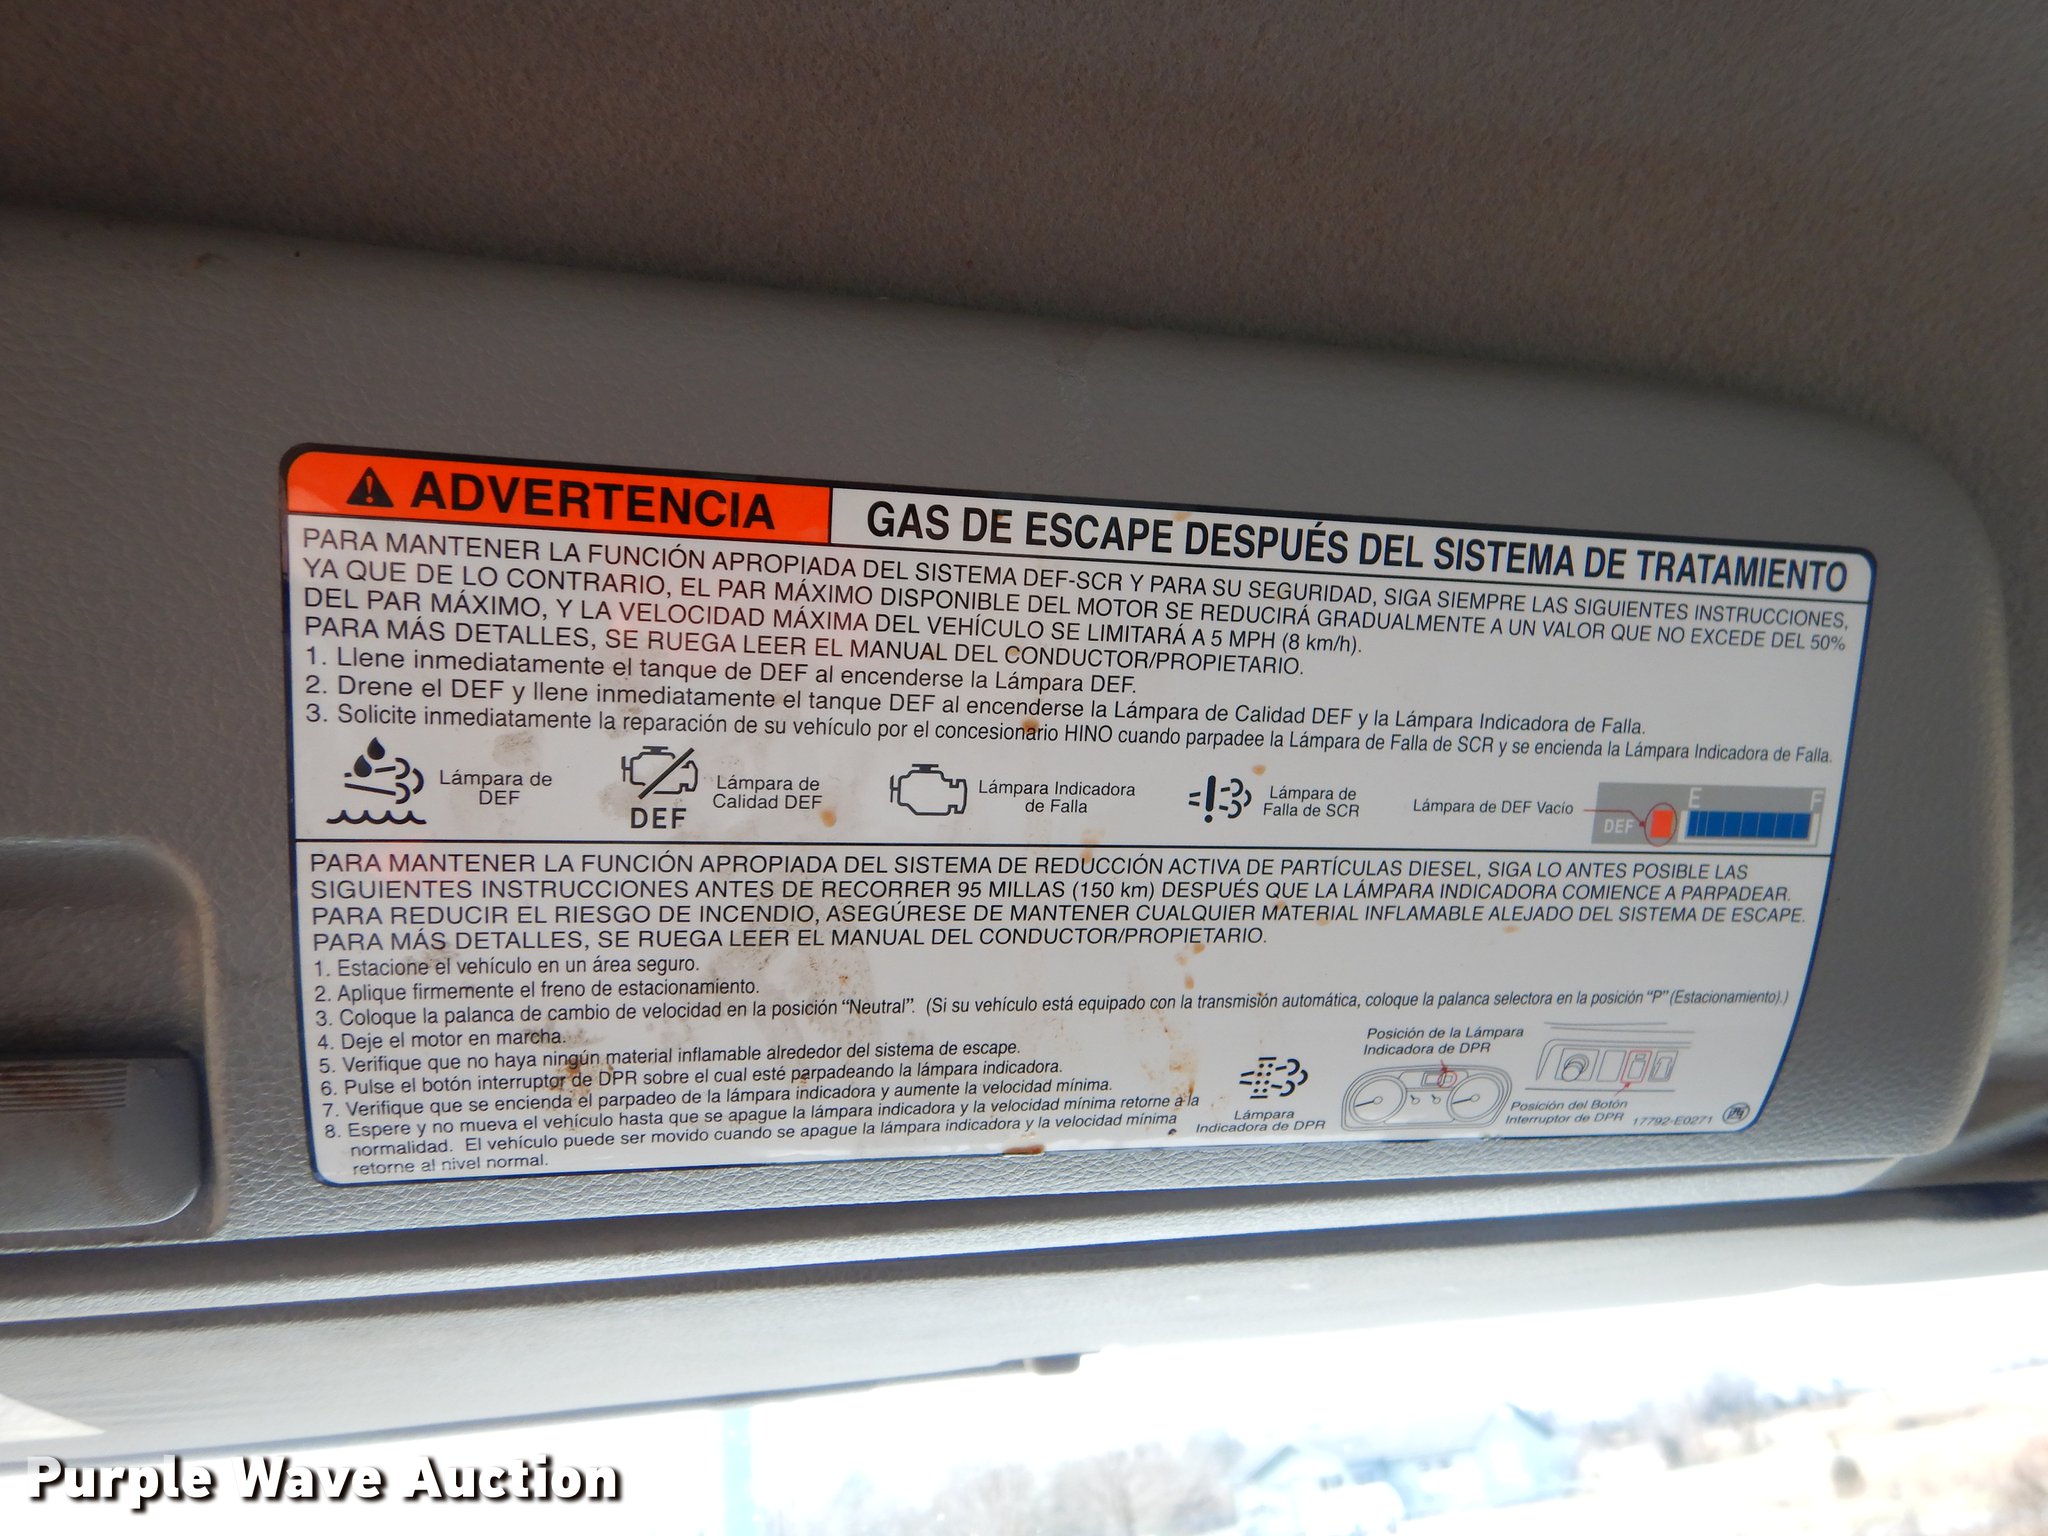 ADVERTENCIA
GAS DE ESCAPE DESPUÉS DEL SISTEMA DE TRATAMIENTO
PARA MANTENER LA FUNCIÓN APROPIADA DEL SISTEMA DEF-SCR Y PARA SU SEGURIDAD, SIGA SIEMPRE LAS SIGUIENTES INSTRUCCIONES,
YA QUE DE LO CONTRARIO, EL PAR MÁXIMO DISPONIBLE DEL MOTOR SE REDUCIRÁ GRADUALMENTE A UN VALOR QUE NO EXCEDE DEL 50%
DEL PAR MÁXIMO, Y LA VELOCIDAD MÁXIMA DEL VEHÍCULO SE LIMITARÁ A 5 MPH (8 km/h).
PARA MÁS DETALLES, SE RUEGA LEER EL MANUAL DEL CONDUCTOR/PROPIETARIO.
1. Llene inmediatamente el tanque de DEF al encenderse la Lámpara DEF.
2. Drene el DEF y llene inmediatamente el tanque DEF al encenderse la Lámpara de Calidad DEF y la Lámpara Indicadora de Falla.
3. Solicite inmediatamente la reparación de su vehículo por el concesionario HINO cuando parpadee la Lámpara de Falla de SCR y se encienda la Lámpara Indicadora de Falla.
Lámpara de
DEF
DEF
Lámpara de
Calidad DEF
Lámpara Indicadora
de Falla
Lámpara de
Falla de SCR
Lámpara de DEF Vacío
DEF
E F
PARA MANTENER LA FUNCIÓN APROPIADA DEL SISTEMA DE REDUCCIÓN ACTIVA DE PARTÍCULAS DIESEL, SIGA LO ANTES POSIBLE LAS
SIGUIENTES INSTRUCCIONES ANTES DE RECORRER 95 MILLAS (150 km) DESPUÉS QUE LA LÁMPARA INDICADORA COMIENCE A PARPADEAR.
PARA REDUCIR EL RIESGO DE INCENDIO, ASEGÚRESE DE MANTENER CUALQUIER MATERIAL INFLAMABLE ALEJADO DEL SISTEMA DE ESCAPE.
PARA MÁS DETALLES, SE RUEGA LEER EL MANUAL DEL CONDUCTOR/PROPIETARIO.
1. Estacione el vehículo en un área seguro.
2. Aplique firmemente el freno de estacionamiento.
3. Coloque la palanca de cambio de velocidad en la posición “Neutral”. (Si su vehículo está equipado con la transmisión automática, coloque la palanca selectora en la posición “P” (Estacionamiento).)
4. Deje el motor en marcha.
5. Verifique que no haya ningún material inflamable alrededor del sistema de escape.
6. Pulse el botón interruptor de DPR sobre el cual esté parpadeando la lámpara indicadora.
7. Verifique que se encienda el parpadeo de la lámpara indicadora y aumente la velocidad mínima.
8. Espere y no mueva el vehículo hasta que se apague la lámpara indicadora y la velocidad mínima retorne a la
normalidad. El vehículo puede ser movido cuando se apague la lámpara indicadora y la velocidad mínima
retorne al nivel normal.
Lámpara
Indicadora de DPR
Posición de la Lámpara
Indicadora de DPR
Posición del Botón
Interruptor de DPR
17792-E0271
Purple Wave Auction